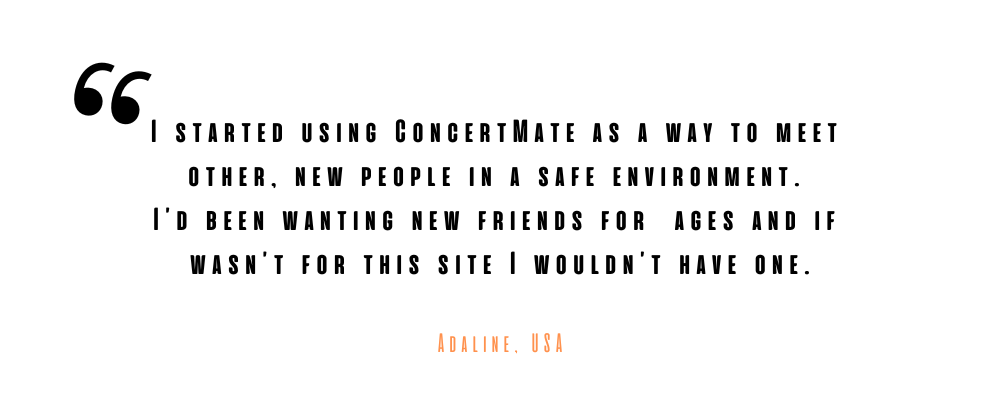 “
I started using ConcertMate as a way to meet
other, new people in a safe environment.
I'd been wanting new friends for  ages and if
wasn't for this site I wouldn't have one.
Adaline, USA